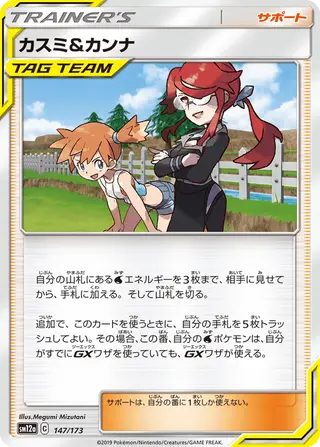 TRAINER'S
サポート
カスミ&カンナ
TAG TEAM
自分の山札にある エネルギーを3枚まで、相手に見せて
から、手札に加える。そして山札を切る。
追加で、このカードを使うときに、自分の手札を5枚トラッ
シュしてよい。その場合、この番、自分の ポケモンは、自分
がすでにGXワザを使っていても、GXワザを使える。
Illus.Megumi Mizutani
サポートは、自分の番に1枚しか使えない。
sm12a C 147/173
©2019 Pokémon/Nintendo/Creatures/GAME FREAK.